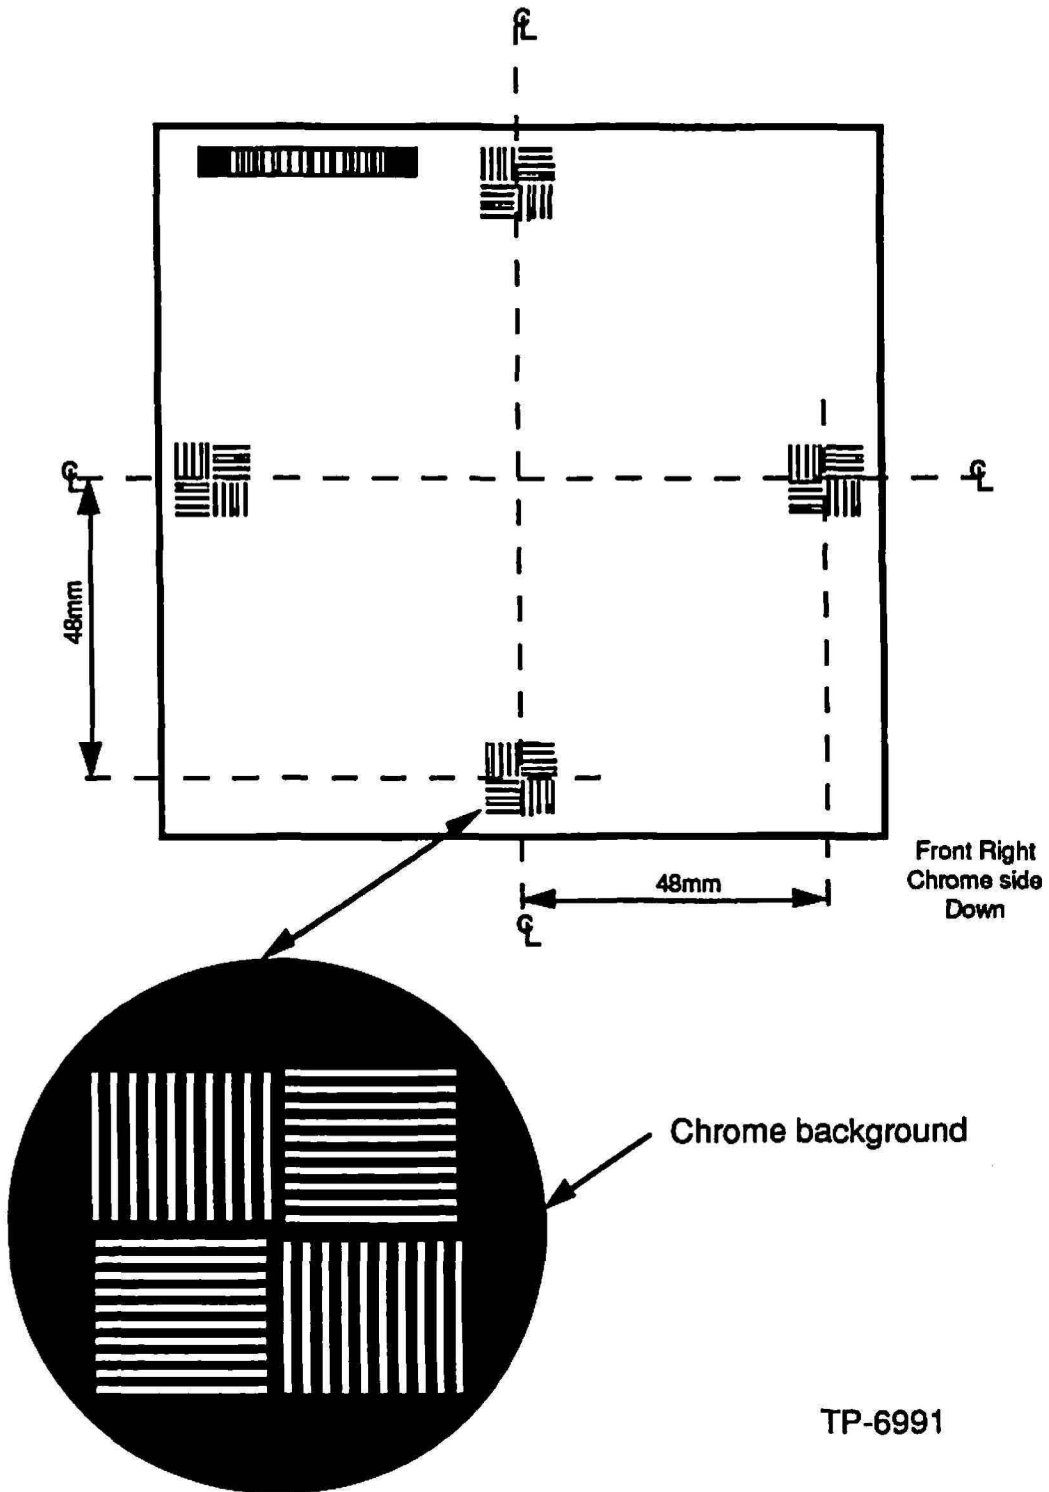 ℄
℄
℄
48mm
48mm
℄
Front Right
Chrome side
Down
Chrome background
TP-6991